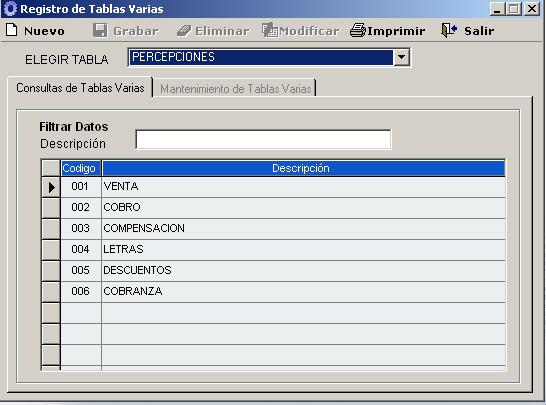 Registro de Tablas Varias
Nuevo Grabar Eliminar Modificar Imprimir Salir
ELEGIR TABLA PERCEPCIONES
Consultas de Tablas Varias Mantenimiento de Tablas Varias
Filtrar Datos
Descripción
Codigo Descripción
001 VENTA
002 COBRO
003 COMPENSACION
004 LETRAS
005 DESCUENTOS
006 COBRANZA